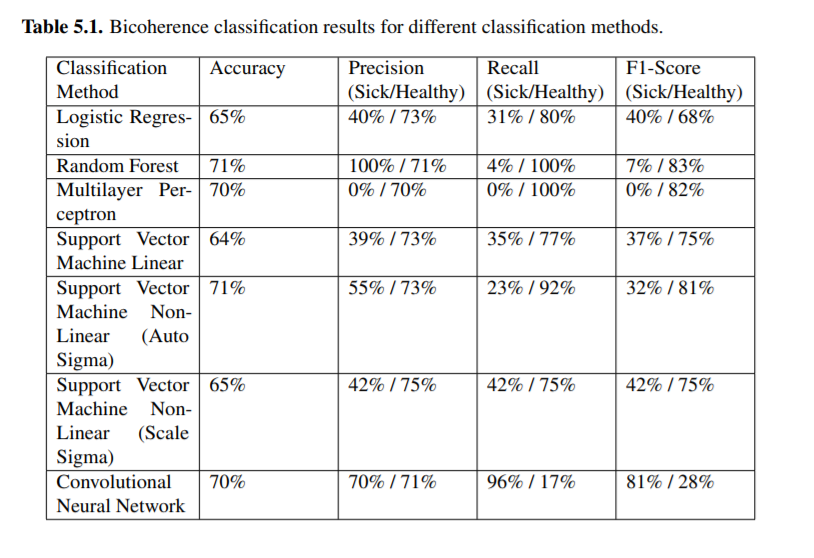 Table 5.1. Bicoherence classification results for different classification methods.
Classification Method | Accuracy | Precision (Sick/Healthy) | Recall (Sick/Healthy) | F1-Score (Sick/Healthy)
Logistic Regres-sion | 65% | 40% / 73% | 31% / 80% | 40% / 68%
Random Forest | 71% | 100% / 71% | 4% / 100% | 7% / 83%
Multilayer Per-ceptron | 70% | 0% / 70% | 0% / 100% | 0% / 82%
Support Vector Machine Linear | 64% | 39% / 73% | 35% / 77% | 37% / 75%
Support Vector Machine Non-Linear (Auto Sigma) | 71% | 55% / 73% | 23% / 92% | 32% / 81%
Support Vector Machine Non-Linear (Scale Sigma) | 65% | 42% / 75% | 42% / 75% | 42% / 75%
Convolutional Neural Network | 70% | 70% / 71% | 96% / 17% | 81% / 28%